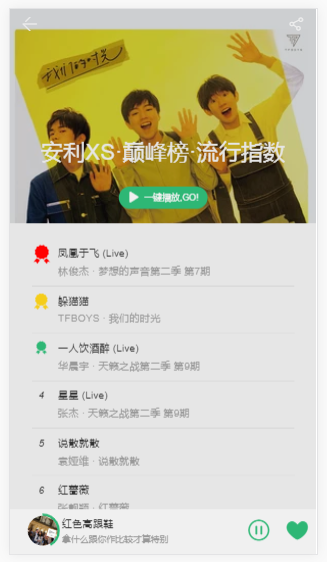 我们的时光
安利XS·巅峰榜·流行指数
一键播放,GO!
凤凰于飞 (Live)
林俊杰 · 梦想的声音第二季 第7期
躲猫猫
TFBOYS · 我们的时光
一人饮酒醉 (Live)
华晨宇 · 天籁之战第二季 第9期
4 星星 (Live)
张杰 · 天籁之战第二季 第9期
5 说散就散
袁娅维 · 说散就散
6 红蔷薇
张靓颖 · 红蔷薇
红色高跟鞋
拿什么跟你作比较才算特别